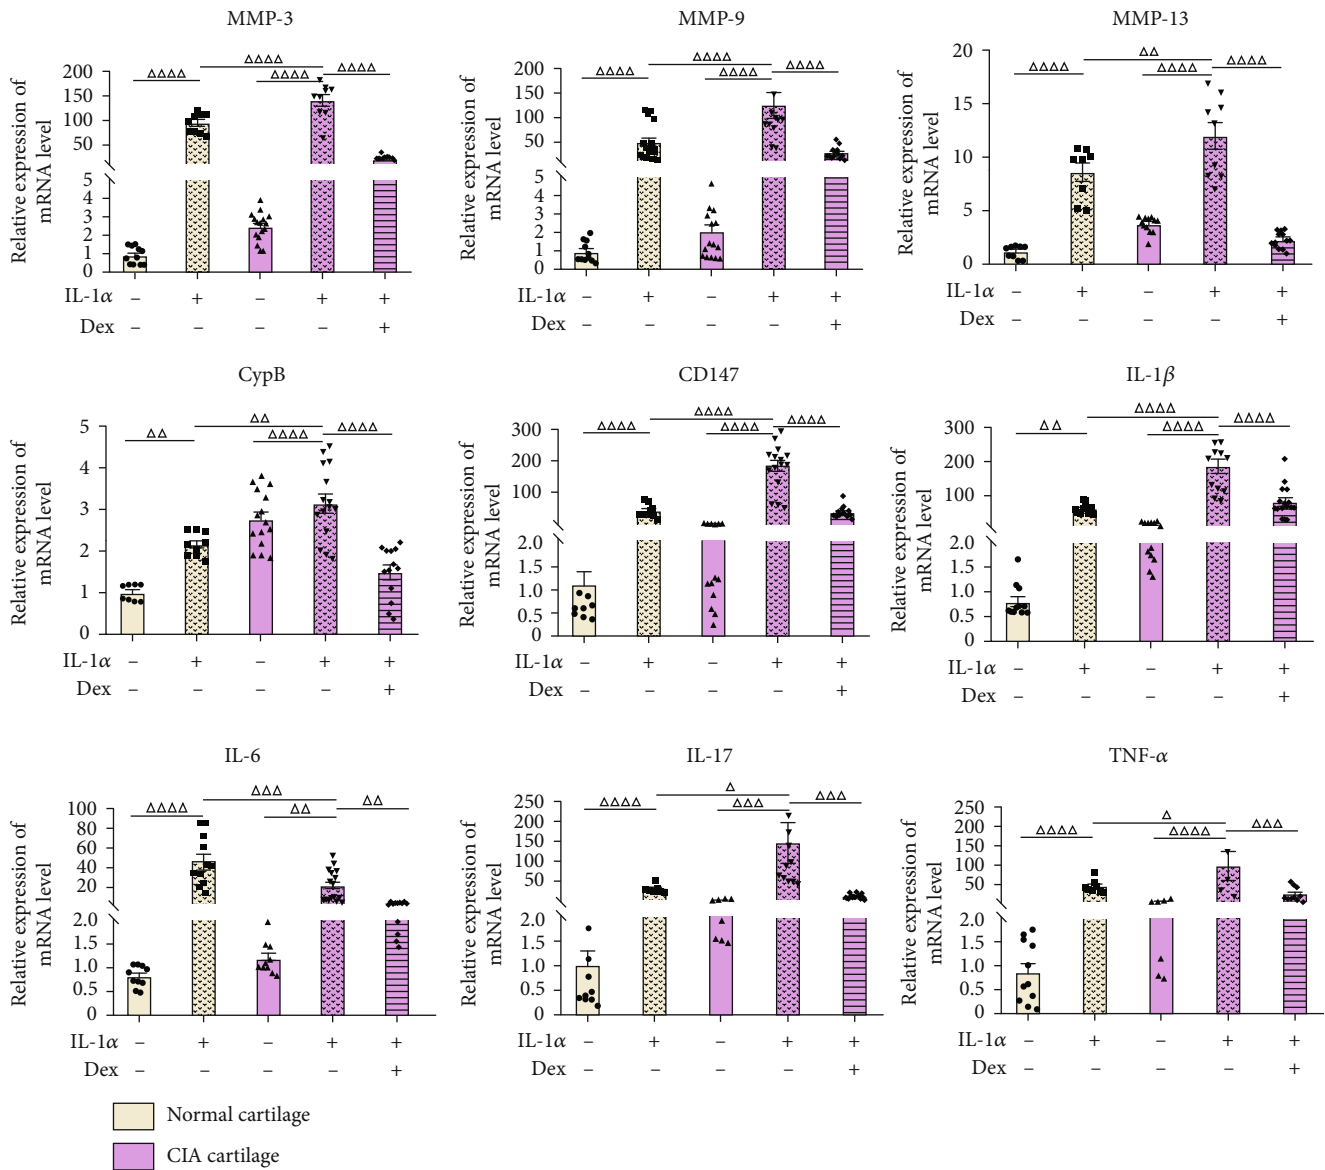 MMP-3
MMP-9
MMP-13
Relative expression of
mRNA level
200
150
100
50
5
4
3
2
1
0
ΔΔΔΔ
ΔΔΔΔ
ΔΔΔΔ
ΔΔΔΔ
IL-1α − + − + +
Dex − − − − +
Relative expression of
mRNA level
200
150
100
50
5
4
3
2
1
0
ΔΔΔΔ
ΔΔΔΔ
ΔΔΔΔ
ΔΔΔΔ
IL-1α − + − + +
Dex − − − − +
Relative expression of
mRNA level
20
15
10
5
0
ΔΔΔΔ
ΔΔ
ΔΔΔΔ
ΔΔΔΔ
IL-1α − + − + +
Dex − − − − +
CypB
CD147
IL-1β
Relative expression of
mRNA level
5
4
3
2
1
0
ΔΔ
ΔΔ
ΔΔΔΔ
ΔΔΔΔ
IL-1α − + − + +
Dex − − − − +
Relative expression of
mRNA level
300
200
100
2.0
1.5
1.0
0.5
0
ΔΔΔΔ
ΔΔΔΔ
ΔΔΔΔ
ΔΔΔΔ
IL-1α − + − + +
Dex − − − − +
Relative expression of
mRNA level
300
200
100
2.0
1.5
1.0
0.5
0
ΔΔ
ΔΔΔΔ
ΔΔΔΔ
ΔΔΔΔ
IL-1α − + − + +
Dex − − − − +
IL-6
IL-17
TNF-α
Relative expression of
mRNA level
100
80
60
40
20
2.0
1.5
1.0
0.5
0
ΔΔΔΔ
ΔΔΔ
ΔΔ
ΔΔ
IL-1α − + − + +
Dex − − − − +
Relative expression of
mRNA level
250
200
150
100
50
2.0
1.5
1.0
0.5
0
ΔΔΔΔ
Δ
ΔΔΔ
ΔΔΔ
IL-1α − + − + +
Dex − − − − +
Relative expression of
mRNA level
250
200
150
100
50
2.0
1.5
1.0
0.5
0
ΔΔΔΔ
Δ
ΔΔΔΔ
ΔΔΔ
IL-1α − + − + +
Dex − − − − +
Normal cartilage
CIA cartilage